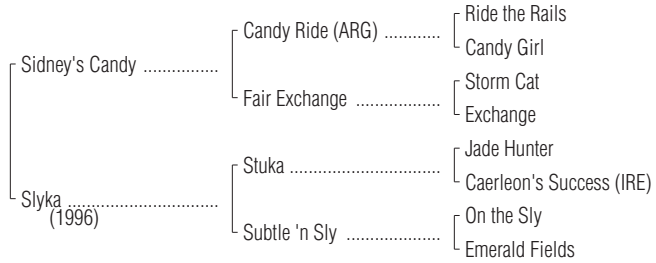 Ride the Rails
Candy Ride (ARG) ............
Candy Girl
Sidney's Candy ................
Storm Cat
Fair Exchange ..................
Exchange
Jade Hunter
Stuka ................................
Caerleon's Success (IRE)
Slyka ................................
(1996)
On the Sly
Subtle 'n Sly ....................
Emerald Fields